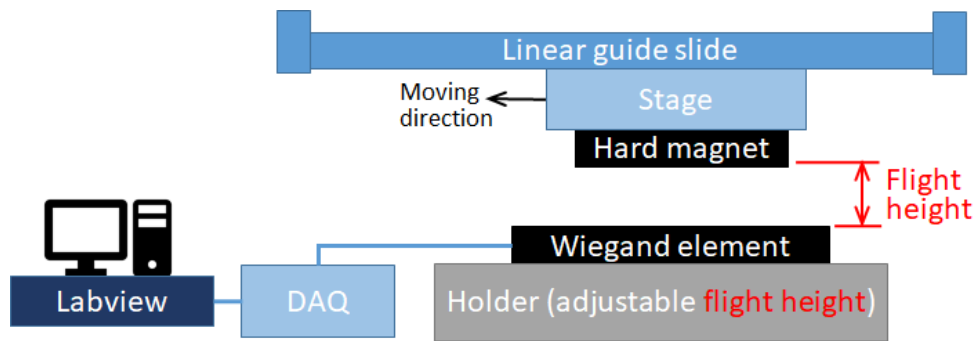 Linear guide slide
Moving
direction
Stage
Hard magnet
Flight
height
Wiegand element
Labview
DAQ
Holder (adjustable flight height)